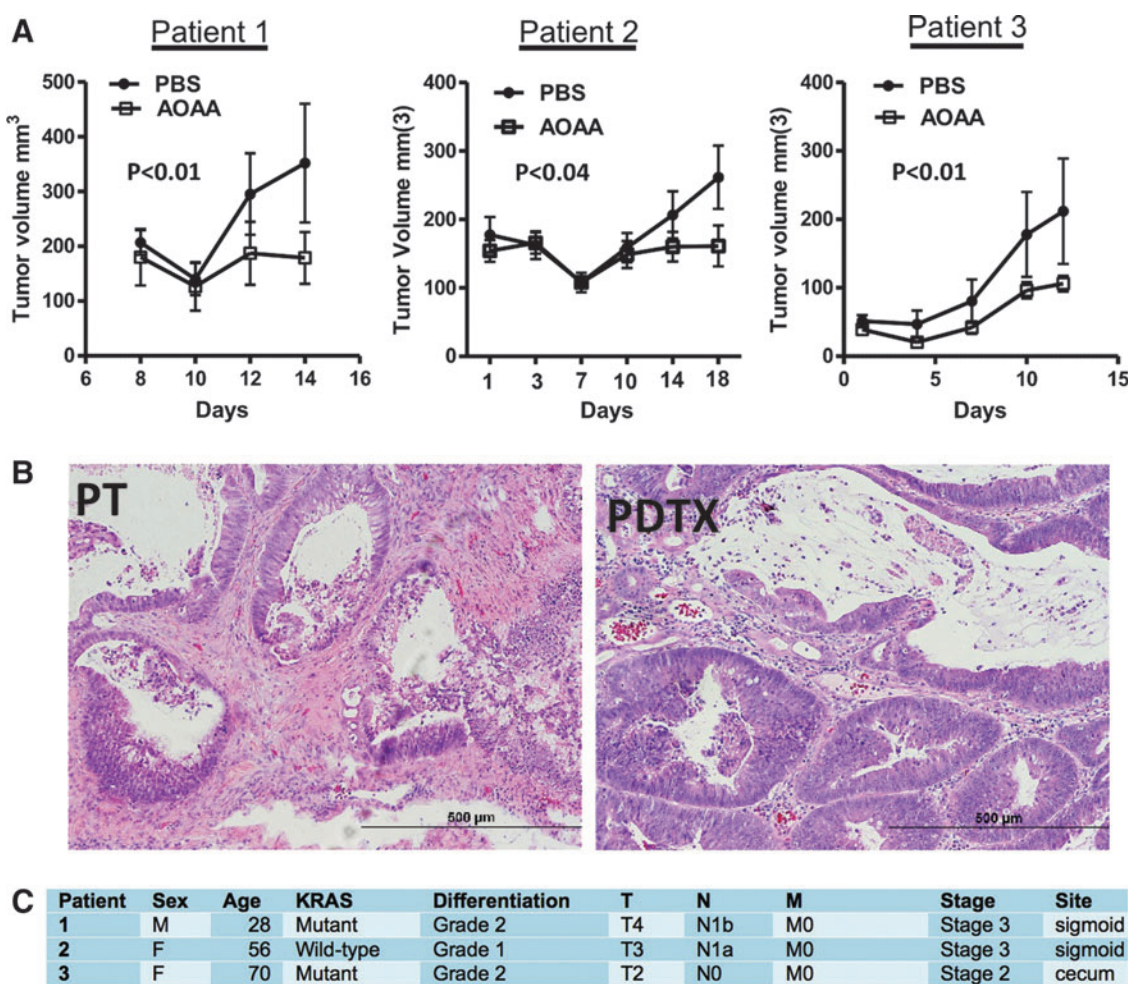 A
Patient 1
Patient 2
Patient 3
PBS
AOAA
P<0.01
Tumor volume mm³
500
400
300
200
100
0
6 8 10 12 14 16
Days
PBS
AOAA
P<0.04
Tumor Volume mm(3)
400
300
200
100
0
1 3 7 10 14 18
Days
PBS
AOAA
P<0.01
Tumor volume mm(3)
400
300
200
100
0
0 5 10 15
Days
B
PT
500 µm
PDTX
500 µm
C
Patient Sex Age KRAS Differentiation T N M Stage Site
1 M 28 Mutant Grade 2 T4 N1b M0 Stage 3 sigmoid
2 F 56 Wild-type Grade 1 T3 N1a M0 Stage 3 sigmoid
3 F 70 Mutant Grade 2 T2 N0 M0 Stage 2 cecum